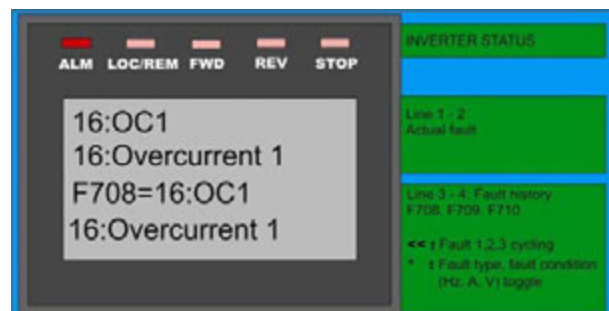 ALM LOC/REM FWD REV STOP
16:OC1
16:Overcurrent 1
F708=16:OC1
16:Overcurrent 1
INVERTER STATUS
Line 1 - 2
Actual fault
Line 3 - 4, Fault history
F708, F709, F710
<< : Fault 1,2,3 cycling
* : Fault type, fault condition
(Hz, A, V) toggle